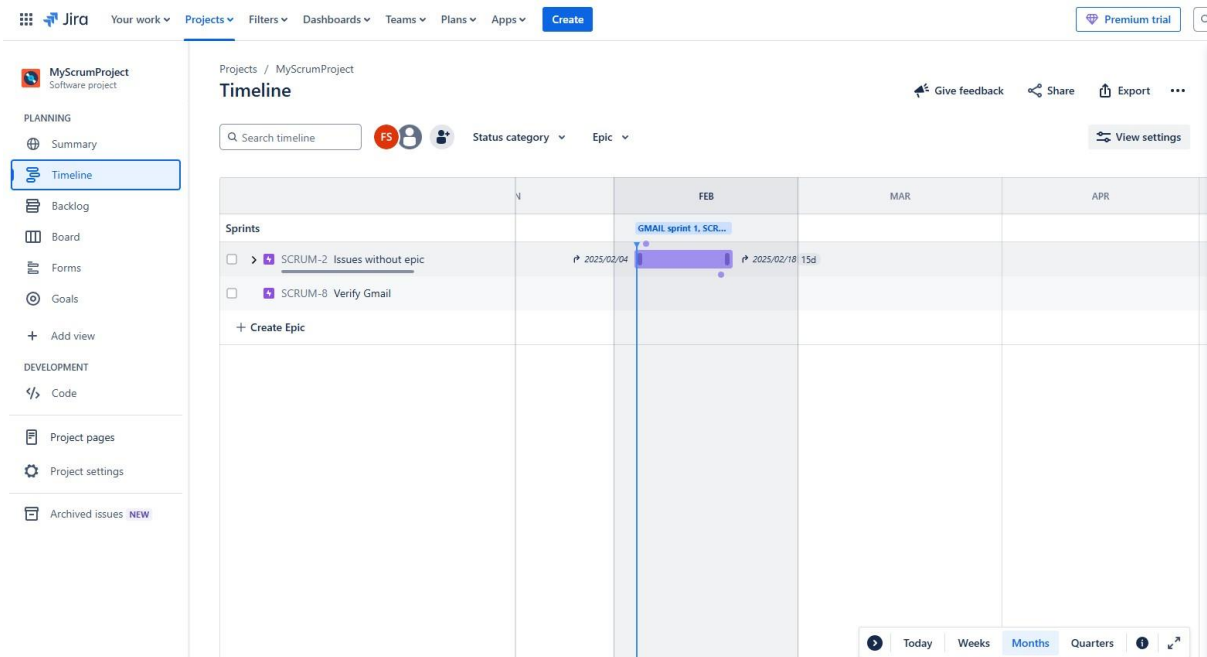 Jira Your work Projects Filters Dashboards Teams Plans Apps Create Premium trial
MyScrumProject
Software project
PLANNING
Summary
Timeline
Backlog
Board
Forms
Goals
Add view
DEVELOPMENT
Code
Project pages
Project settings
Archived issues NEW
Projects / MyScrumProject
Timeline
Give feedback Share Export
Search timeline FS Status category Epic View settings
N FEB MAR APR
Sprints GMAIL sprint 1, SCR...
SCRUM-2 Issues without epic 2025/02/04 2025/02/18 15d
SCRUM-8 Verify Gmail
+ Create Epic
Today Weeks Months Quarters